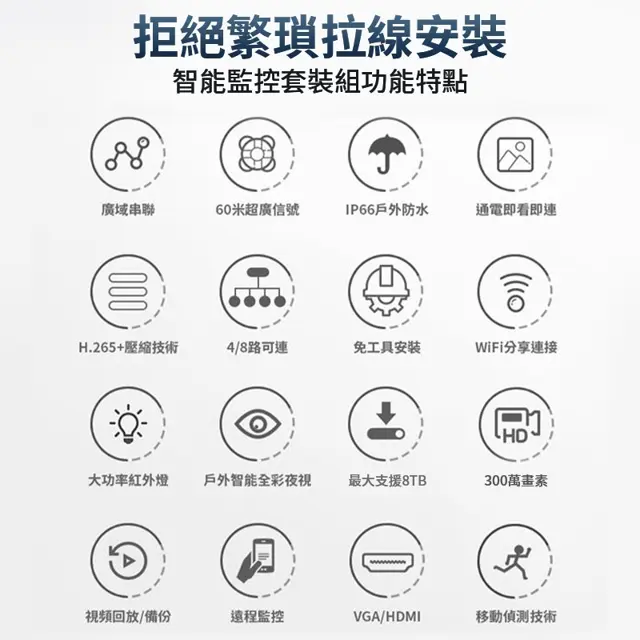 拒絕繁瑣拉線安裝
智能監控套裝組功能特點
廣域串聯
60米超廣信號
IP66戶外防水
通電即看即連
H.265+壓縮技術
4/8路可連
免工具安裝
WiFi分享連接
大功率紅外燈
戶外智能全彩夜視
最大支援8TB
HD
300萬畫素
視頻回放/備份
遠程監控
VGA/HDMI
移動偵測技術